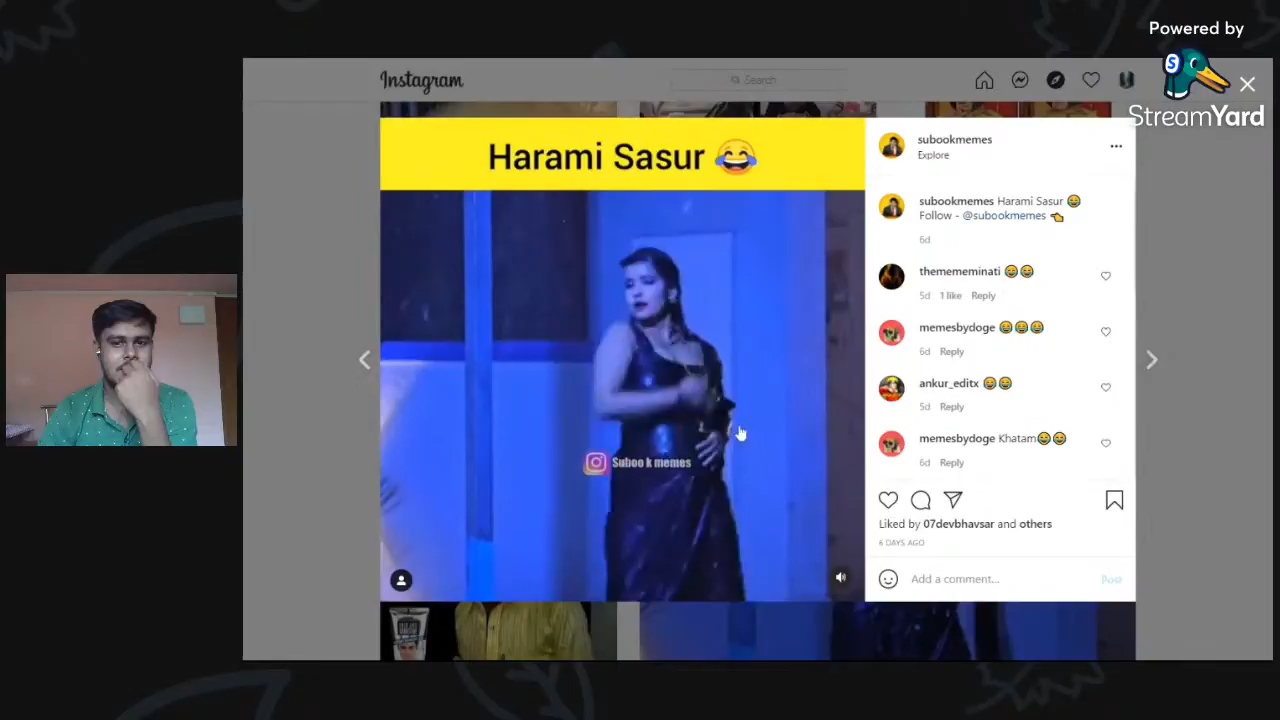 Powered by
StreamYard
Instagram
Search
Harami Sasur 😂
Suboo k memes
subookmemes
Explore
subookmemes Harami Sasur 😂
Follow - @subookmemes 👈
6d
themememinati 😂😂
5d 1 like Reply
memesbydoge 😂😂😂
6d Reply
ankur_editx 😂😂
5d Reply
memesbydoge Khatam😂😂
6d Reply
Liked by 07devbhavsar and others
6 DAYS AGO
Add a comment...
Post